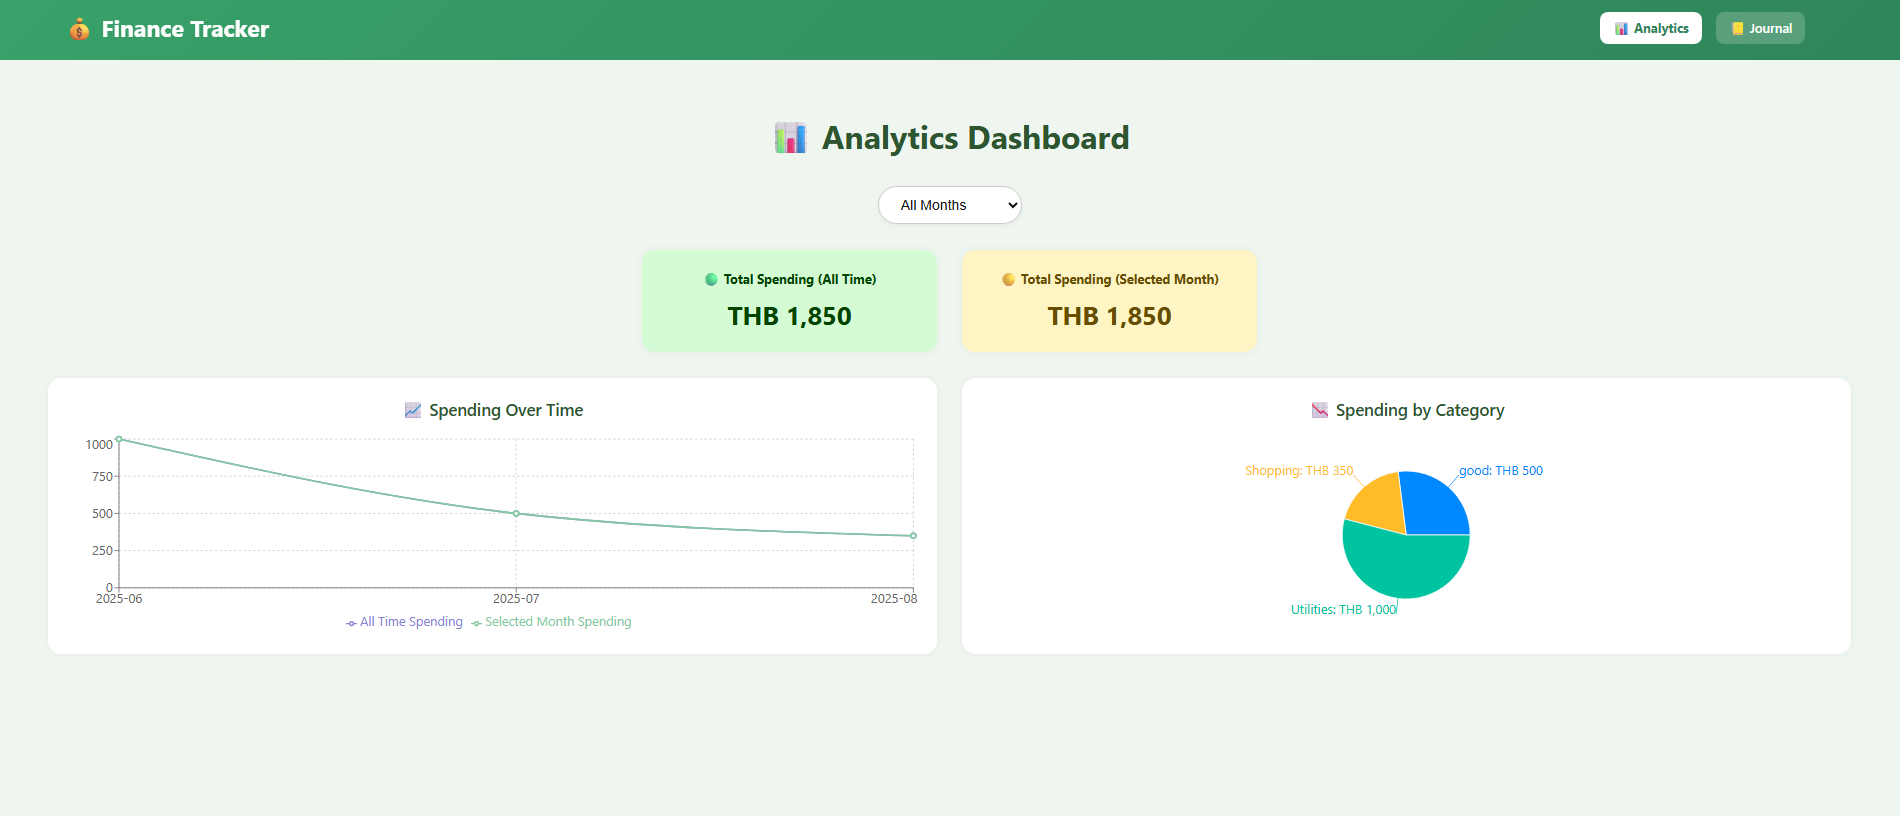 💰 Finance Tracker
📊 Analytics
📒 Journal
📊 Analytics Dashboard
All Months
🟢 Total Spending (All Time)
THB 1,850
🟡 Total Spending (Selected Month)
THB 1,850
📈 Spending Over Time
1000
750
500
250
0
2025-06 2025-07 2025-08
All Time Spending Selected Month Spending
📉 Spending by Category
Shopping: THB 350 good: THB 500
Utilities: THB 1,000